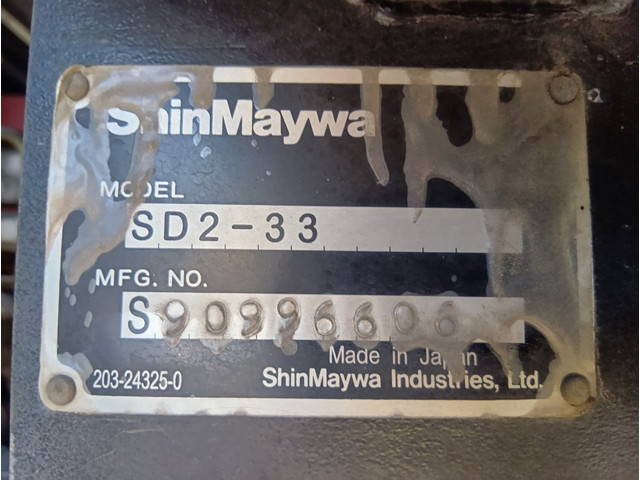 ShinMaywa
MODEL
SD2-33
MFG. NO.
S90996606
Made in Japan
203-24325-0
ShinMaywa Industries, Ltd.